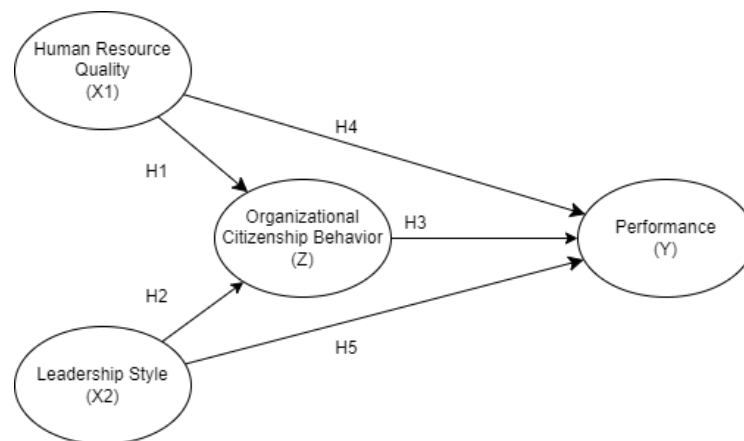 Human Resource
Quality
(X1)
H4
H1
Organizational
Citizenship Behavior
(Z)
H3
Performance
(Y)
H2
H5
Leadership Style
(X2)